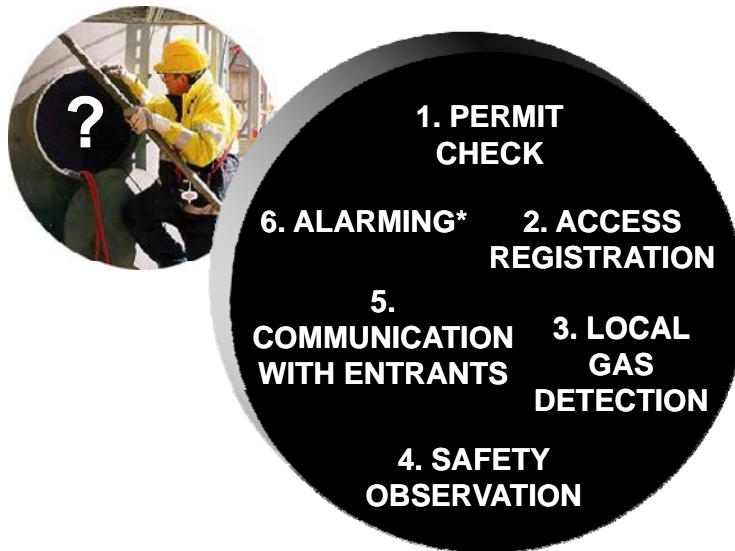 ?
1. PERMIT
CHECK
2. ACCESS
REGISTRATION
3. LOCAL
GAS
DETECTION
4. SAFETY
OBSERVATION
5.
COMMUNICATION
WITH ENTRANTS
6. ALARMING*